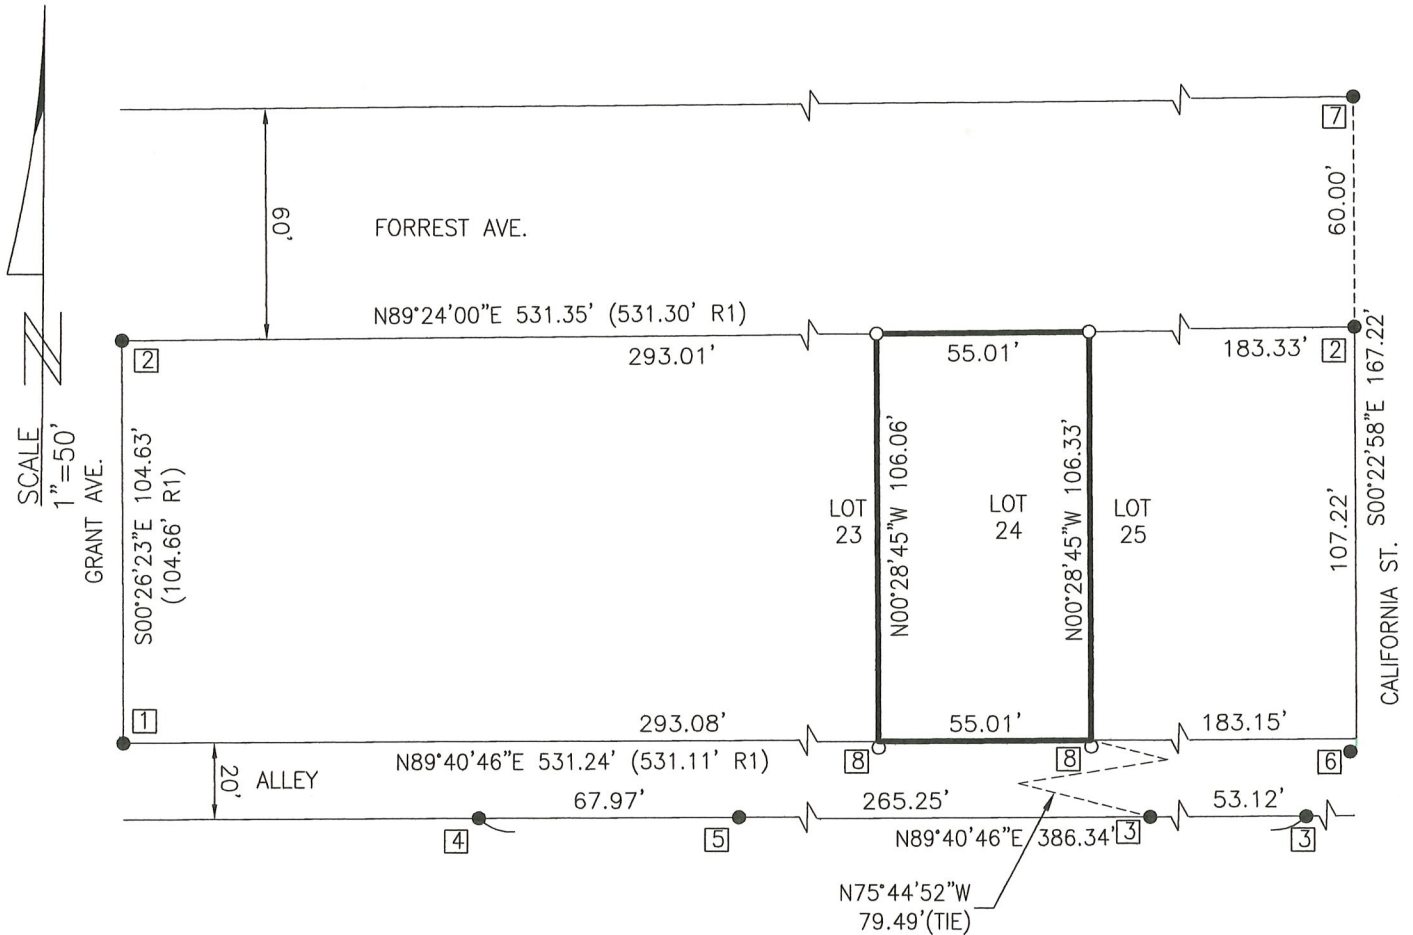 7
60.00'
60'
FORREST AVE.
N89°24'00"E 531.35' (531.30' R1)
2
293.01'
55.01'
183.33'
2
SCALE
1"=50'
N
GRANT AVE.
S00°26'23"E 104.63'
(104.66' R1)
LOT
23
N00°28'45"W 106.06'
LOT
24
N00°28'45"W 106.33'
LOT
25
107.22'
S00°22'58"E 167.22'
CALIFORNIA ST.
1
293.08'
55.01'
183.15'
N89°40'46"E 531.24' (531.11' R1)
8
8
6
20'
ALLEY
67.97'
265.25'
53.12'
4
5
N89°40'46"E 386.34'
3
3
N75°44'52"W
79.49'(TIE)